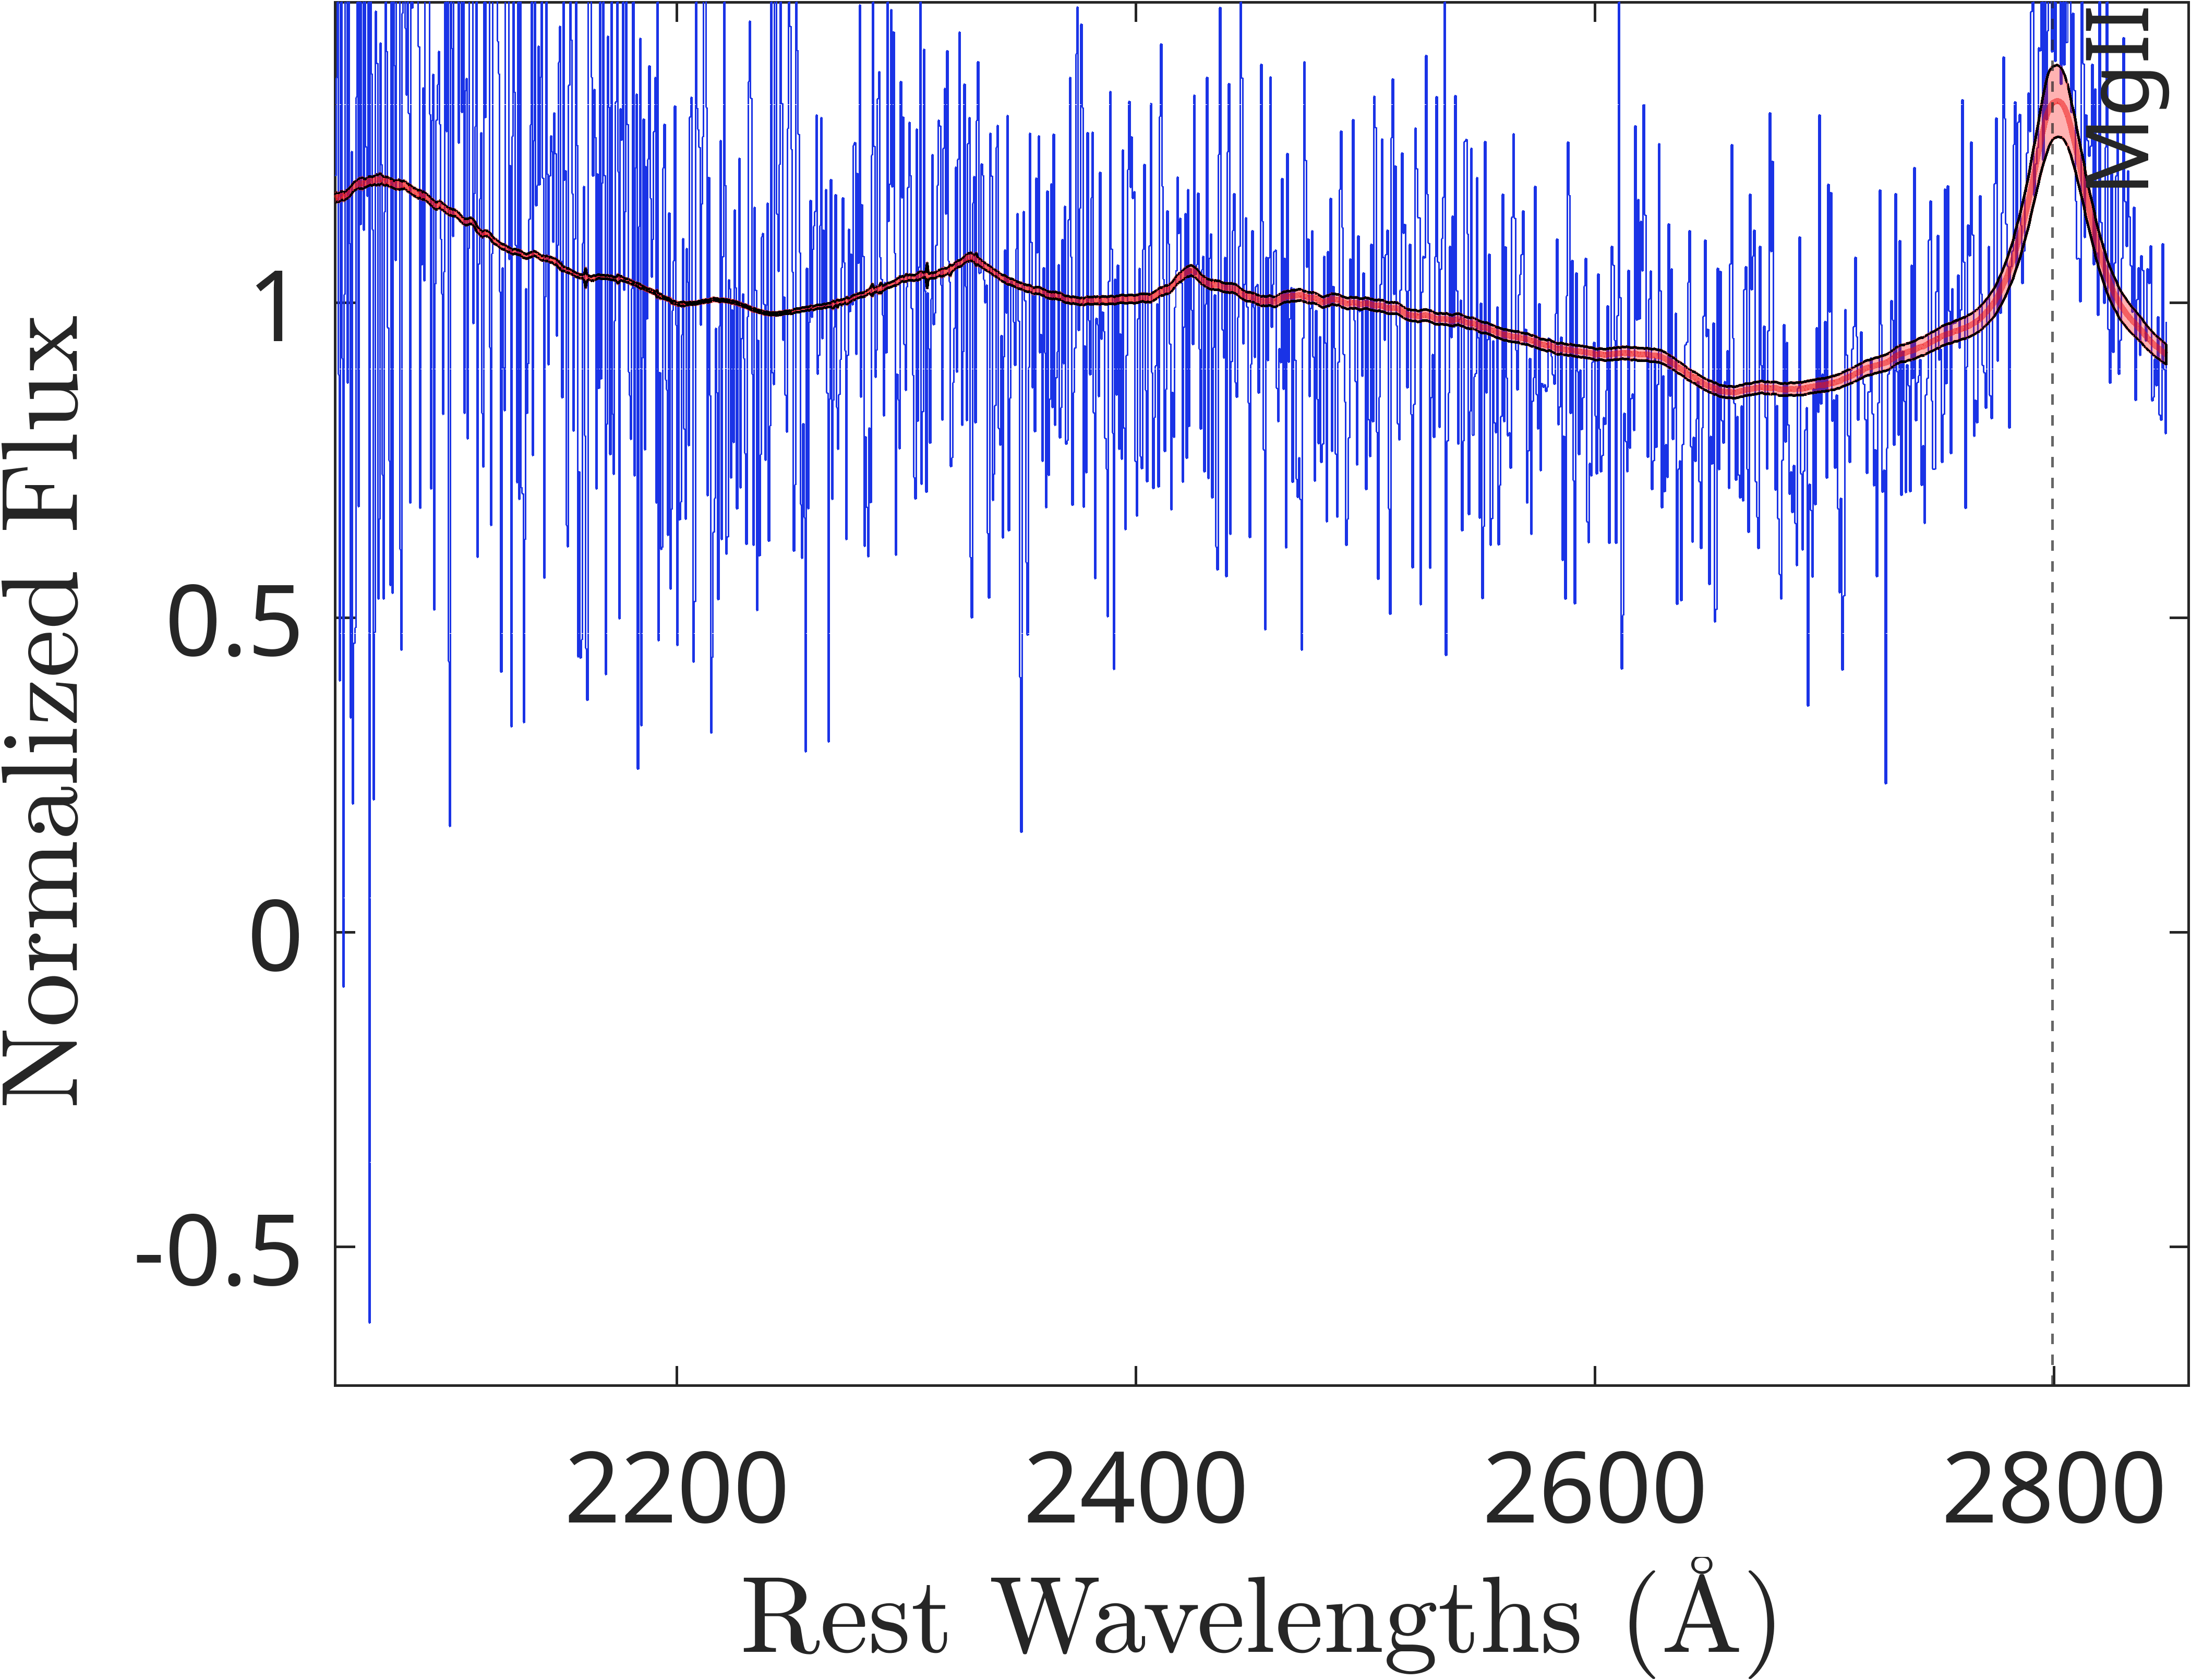 MgII
1
0.5
0
-0.5
Normalized Flux
2200 2400 2600 2800
Rest Wavelengths (Å)